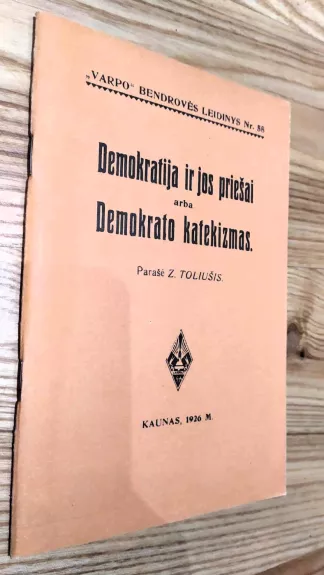 „VARPO“ BENDROVĖS LEIDINYS Nr. 88
Demokratija ir jos priešai
arba
Demokrato katekizmas.
Parašė Z. TOLIUŠIS.
KAUNAS, 1926 M.